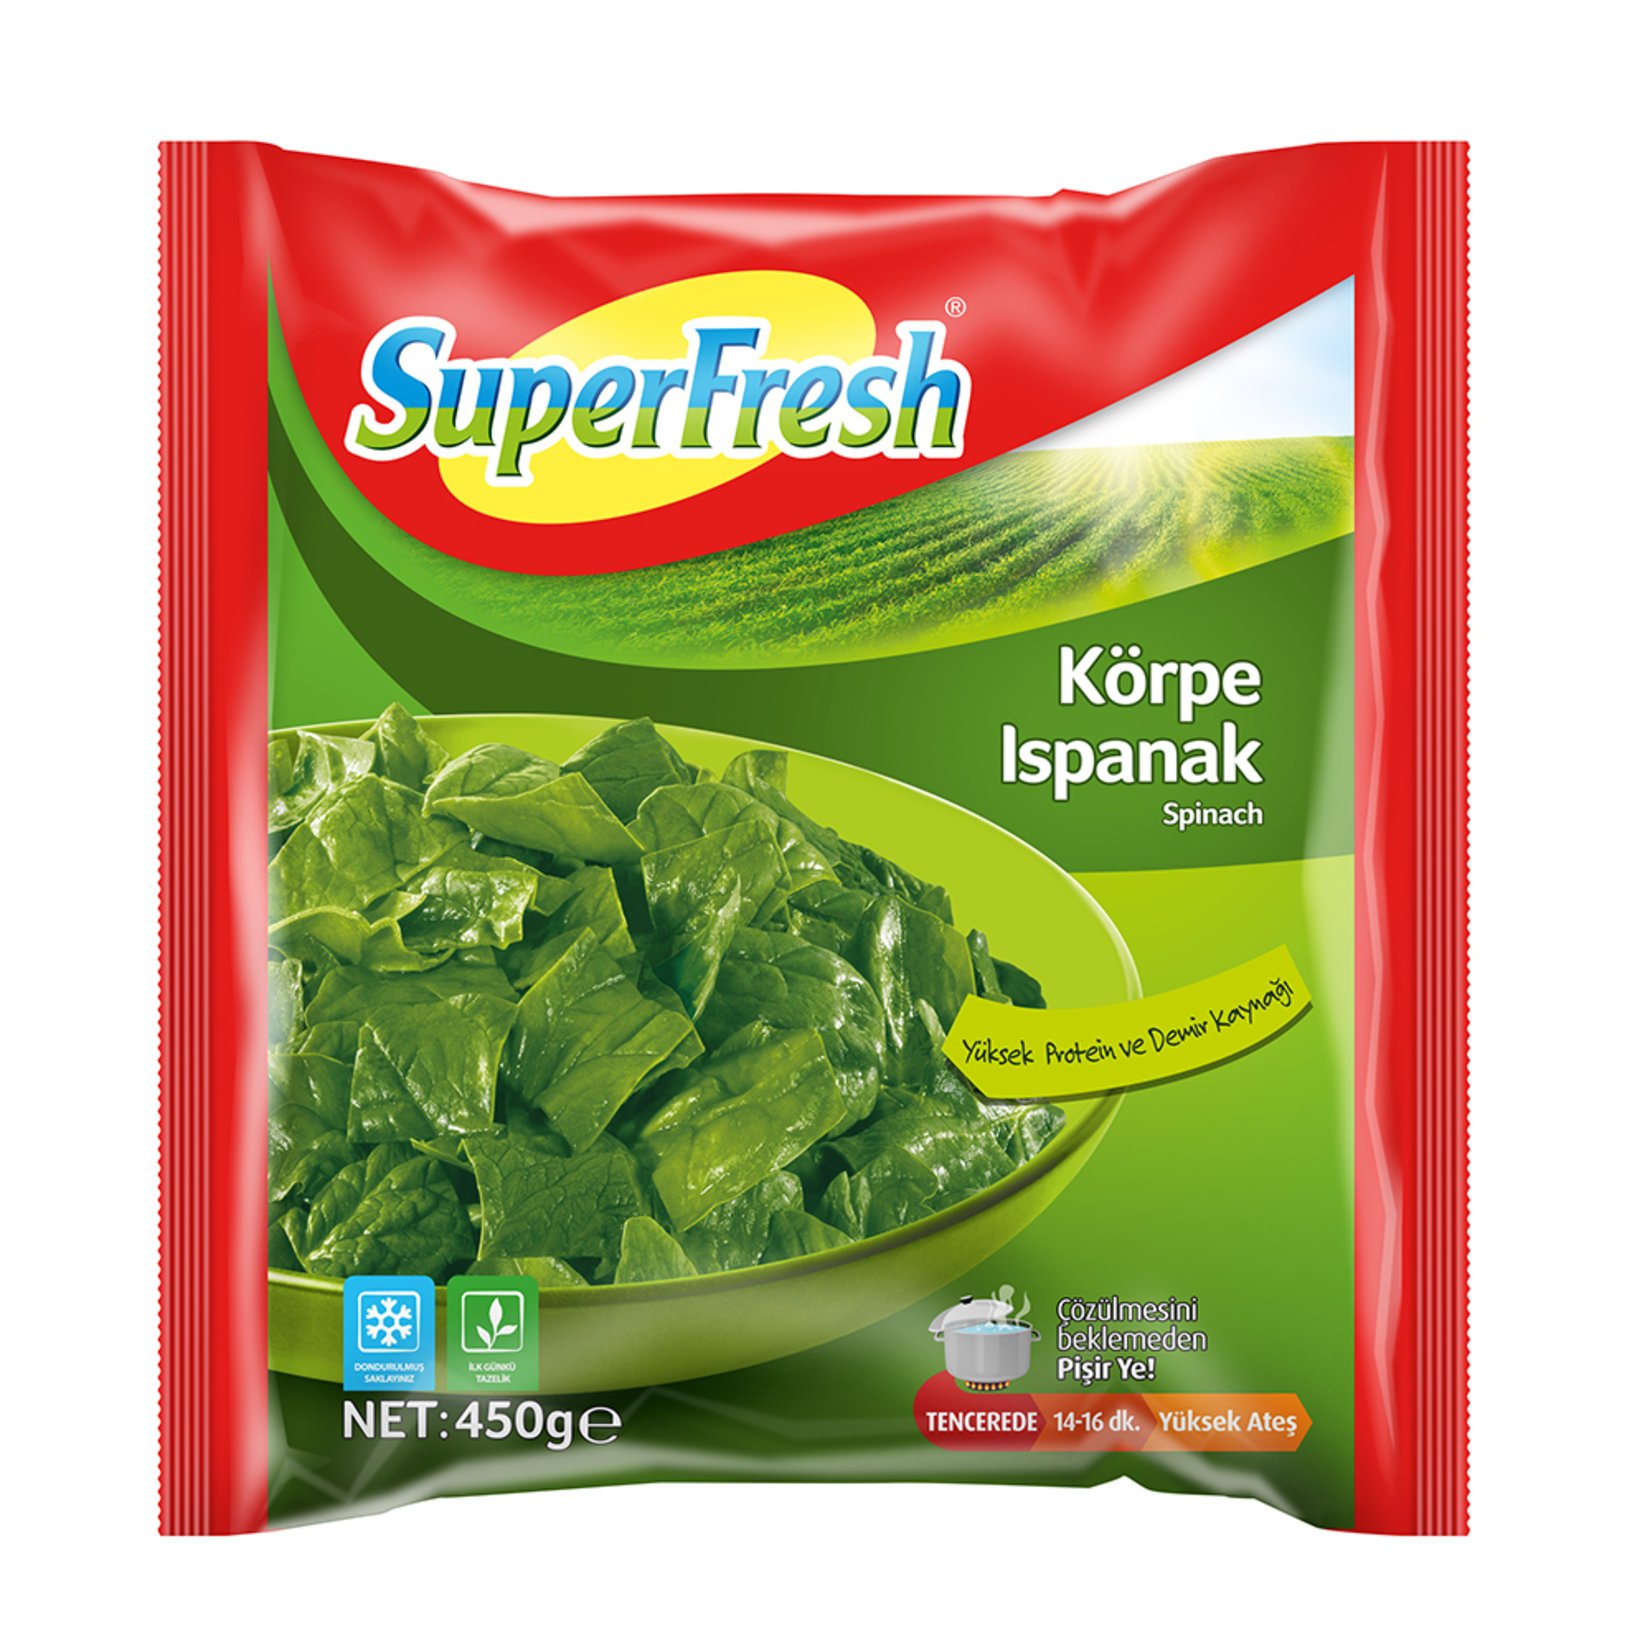 SuperFresh®
Körpe
Ispanak
Spinach
Yüksek Protein ve Demir Kaynağı
Çözülmesini
beklemeden
Pişir Ye!
DONDURULMUŞ
SAKLAYINIZ
İLK GÜNKÜ
TAZELİK
NET:450g℮
TENCEREDE 14-16 dk. Yüksek Ateş